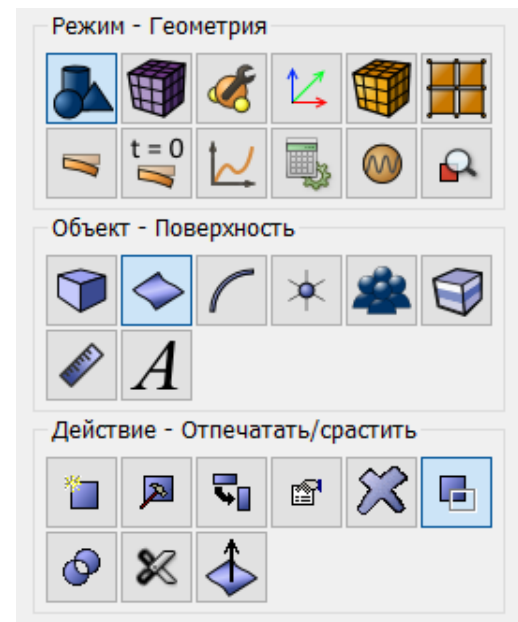 Режим - Геометрия
t = 0
Объект - Поверхность
A
Действие - Отпечатать/срастить